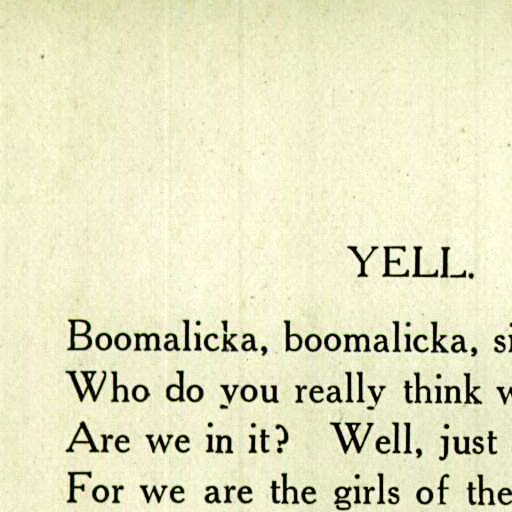 YELL.
Boomalicka, boomalicka, si
Who do you really think w
Are we in it? Well, just
For we are the girls of the